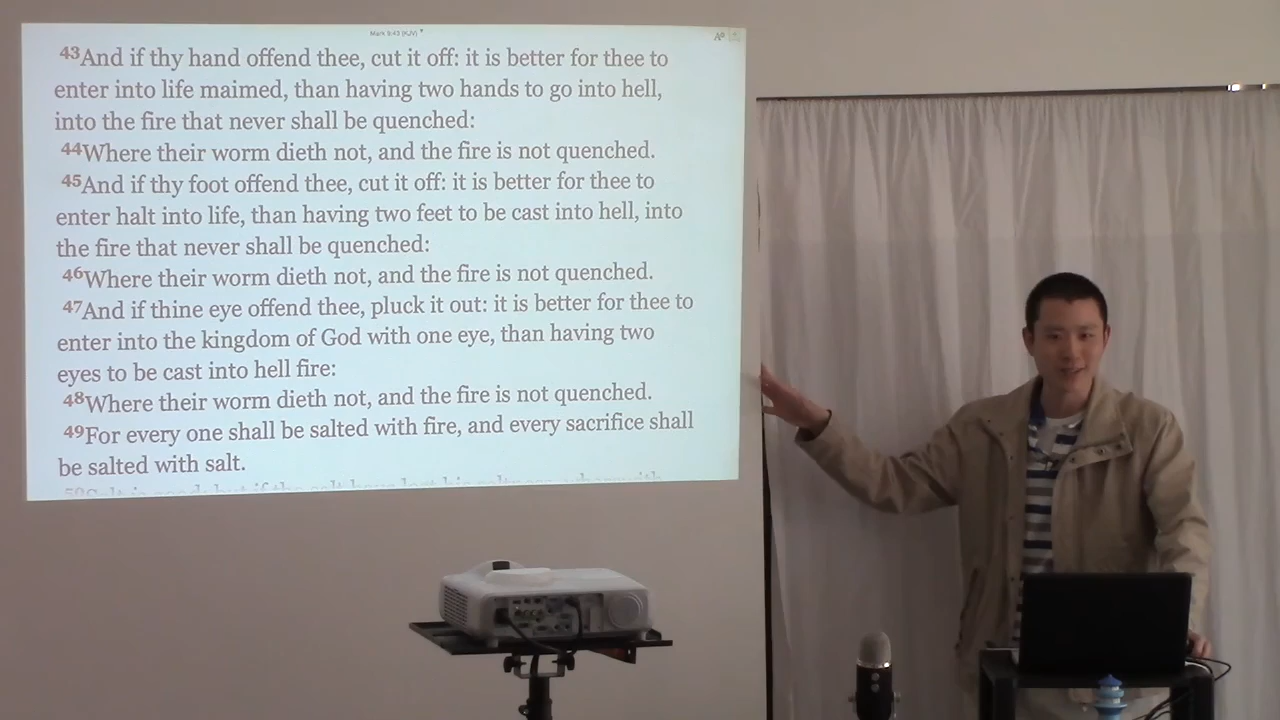 Mark 9:43 (KJV)
43And if thy hand offend thee, cut it off: it is better for thee to
enter into life maimed, than having two hands to go into hell,
into the fire that never shall be quenched:
44Where their worm dieth not, and the fire is not quenched.
45And if thy foot offend thee, cut it off: it is better for thee to
enter halt into life, than having two feet to be cast into hell, into
the fire that never shall be quenched:
46Where their worm dieth not, and the fire is not quenched.
47And if thine eye offend thee, pluck it out: it is better for thee to
enter into the kingdom of God with one eye, than having two
eyes to be cast into hell fire:
48Where their worm dieth not, and the fire is not quenched.
49For every one shall be salted with fire, and every sacrifice shall
be salted with salt.